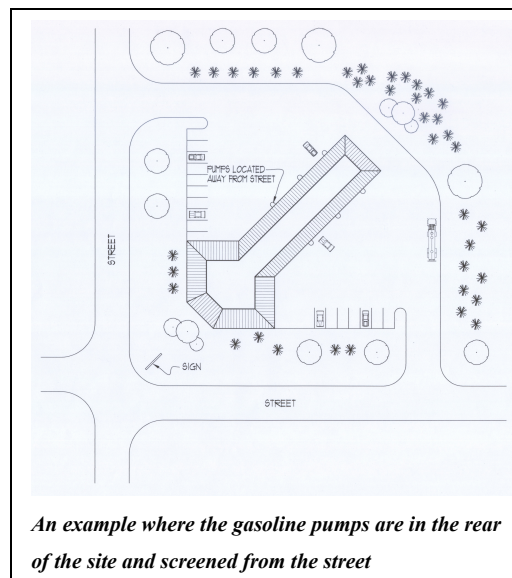 PUMPS LOCATED
AWAY FROM STREET
STREET
SIGN
STREET
An example where the gasoline pumps are in the rear
of the site and screened from the street